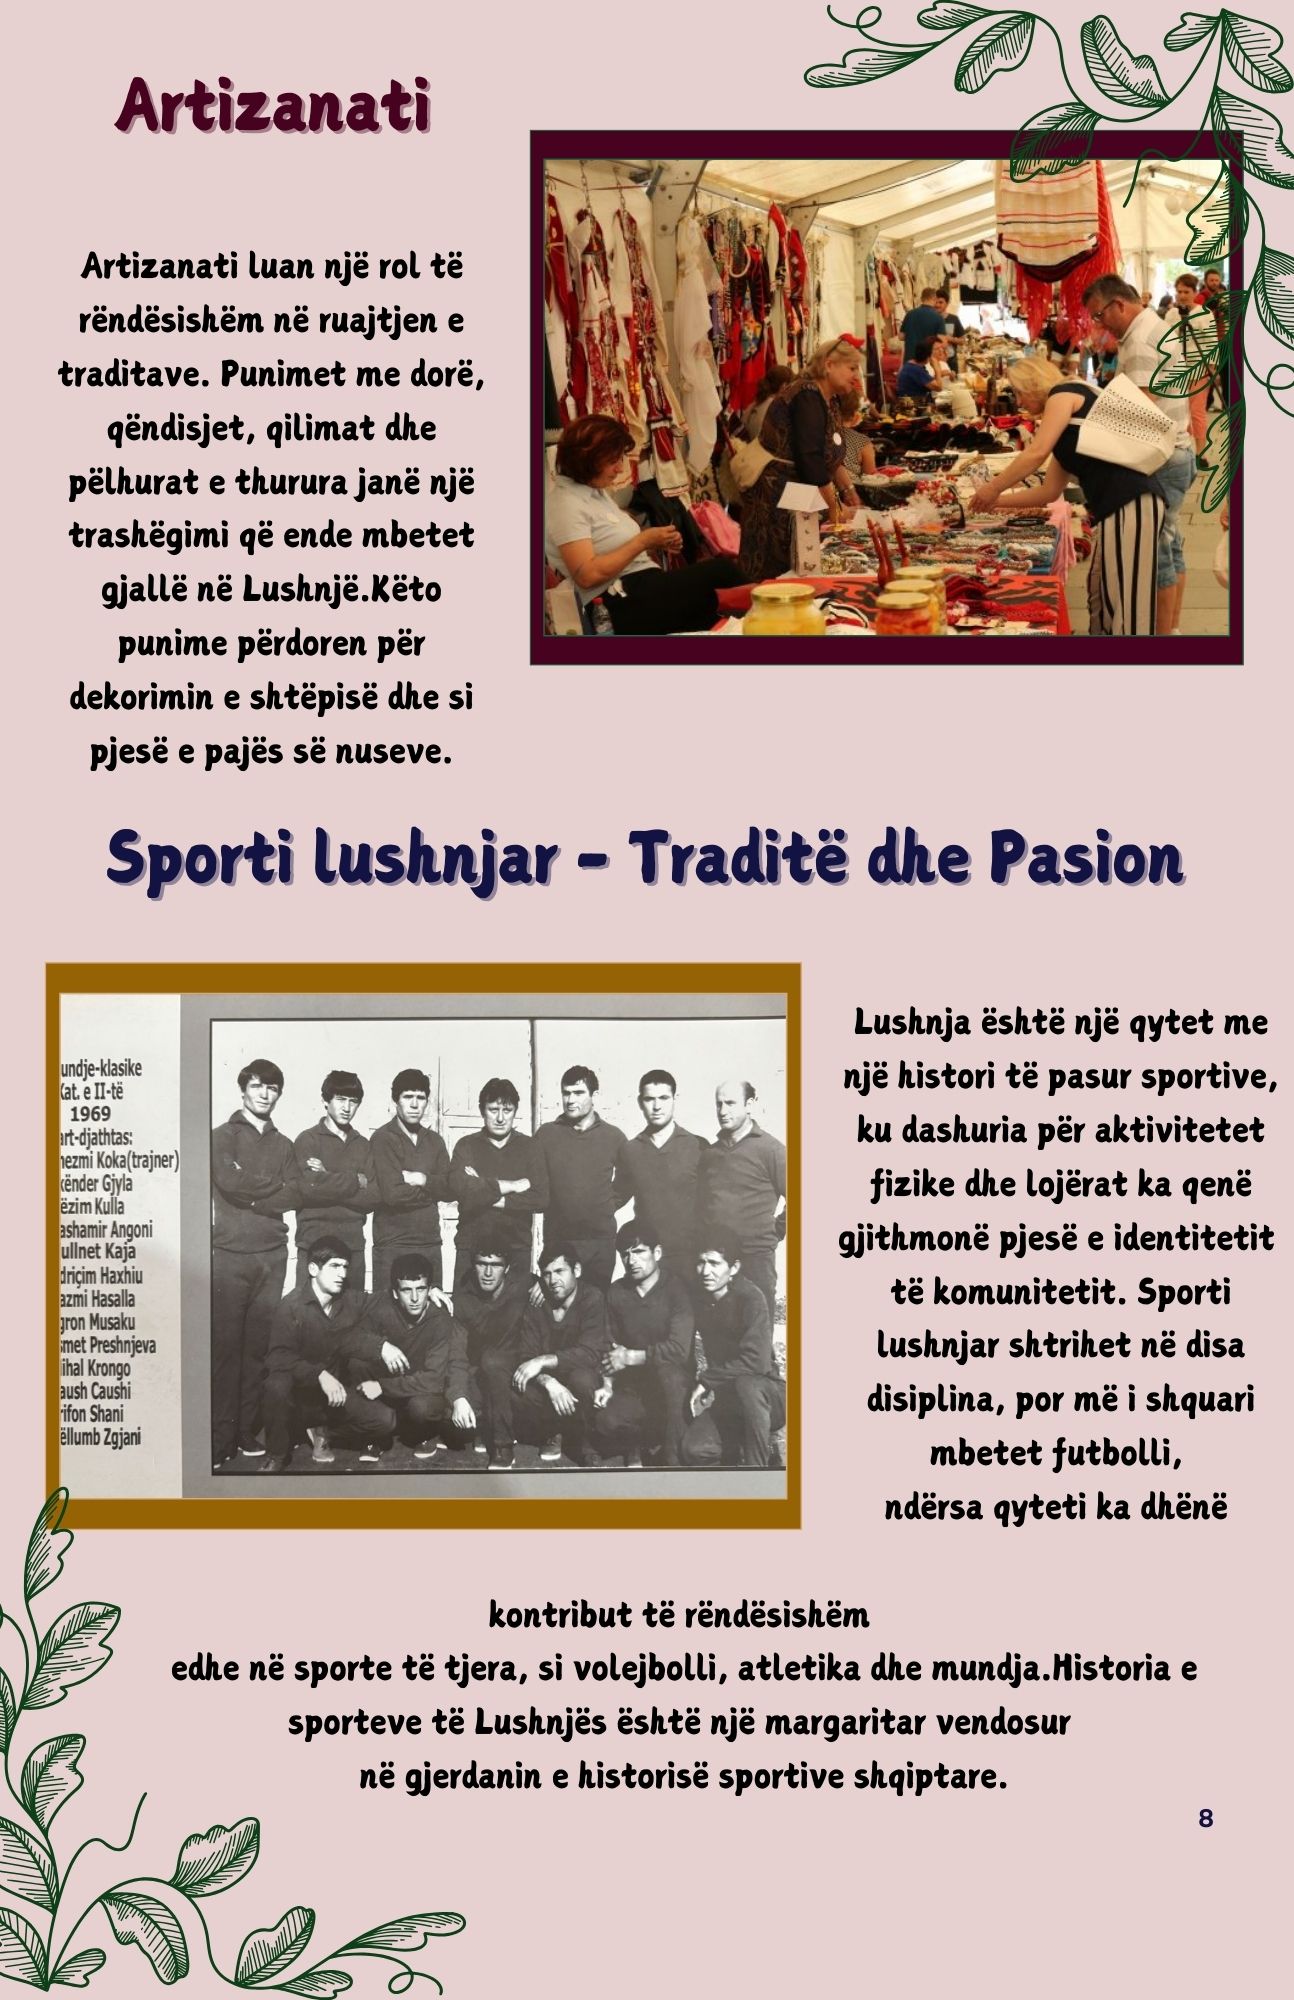 Artizanati
Artizanati luan një rol të
rëndësishëm në ruajtjen e
traditave. Punimet me dorë,
qëndisjet, qilimat dhe
pëlhurat e thurura janë një
trashëgimi që ende mbetet
gjallë në Lushnjë.Këto
punime përdoren për
dekorimin e shtëpisë dhe si
pjesë e pajës së nuseve.
Sporti lushnjar - Traditë dhe Pasion
undje-klasike
Kat. e II-të
1969
art-djathtas:
hezmi Koka(trajner)
kënder Gjyla
ëzim Kulla
ashamir Angoni
ullnet Kaja
driçim Haxhiu
azmi Hasalla
gron Musaku
smet Preshnjeva
ihal Krongo
aush Caushi
rifon Shani
ëllumb Zgjani
Lushnja është një qytet me
një histori të pasur sportive,
ku dashuria për aktivitetet
fizike dhe lojërat ka qenë
gjithmonë pjesë e identitetit
të komunitetit. Sporti
lushnjar shtrihet në disa
disiplina, por më i shquari
mbetet futbolli,
ndërsa qyteti ka dhënë
kontribut të rëndësishëm
edhe në sporte të tjera, si volejbolli, atletika dhe mundja.Historia e
sporteve të Lushnjës është një margaritar vendosur
në gjerdanin e historisë sportive shqiptare.
8